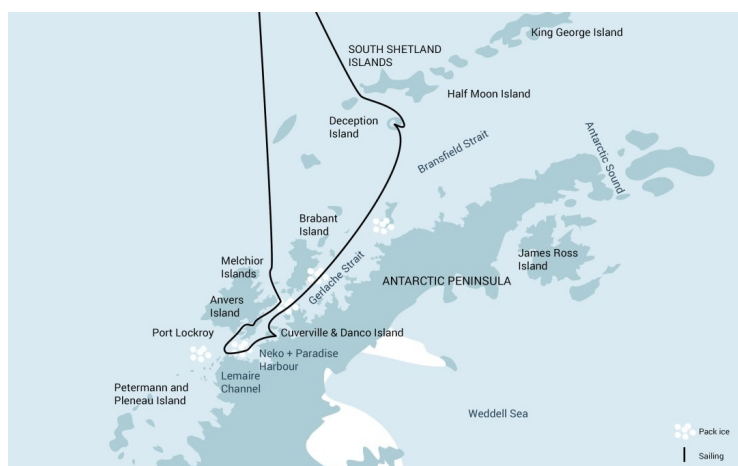 King George Island
SOUTH SHETLAND
ISLANDS
Half Moon Island
Deception
Island
Bransfield Strait
Antarctic Sound
Brabant
Island
Melchior
Islands
Gerlache Strait
James Ross
Island
ANTARCTIC PENINSULA
Anvers
Island
Port Lockroy
Cuverville & Danco Island
Neko + Paradise
Harbour
Lemaire
Channel
Petermann and
Pleneau Island
Weddell Sea
Pack ice
Sailing